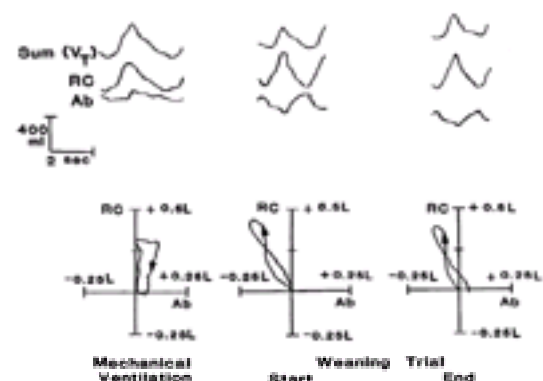 Sum (VT)
RC
Ab
400 ml
2 sec
RC + 0.5L
-0.25L +0.25L
Ab
-0.25L
RC + 0.5L
-0.25L +0.25L
Ab
-0.25L
RC +0.5L
-0.25L +0.25L
Ab
-0.25L
Mechanical Ventilation
Weaning Trial
Start End